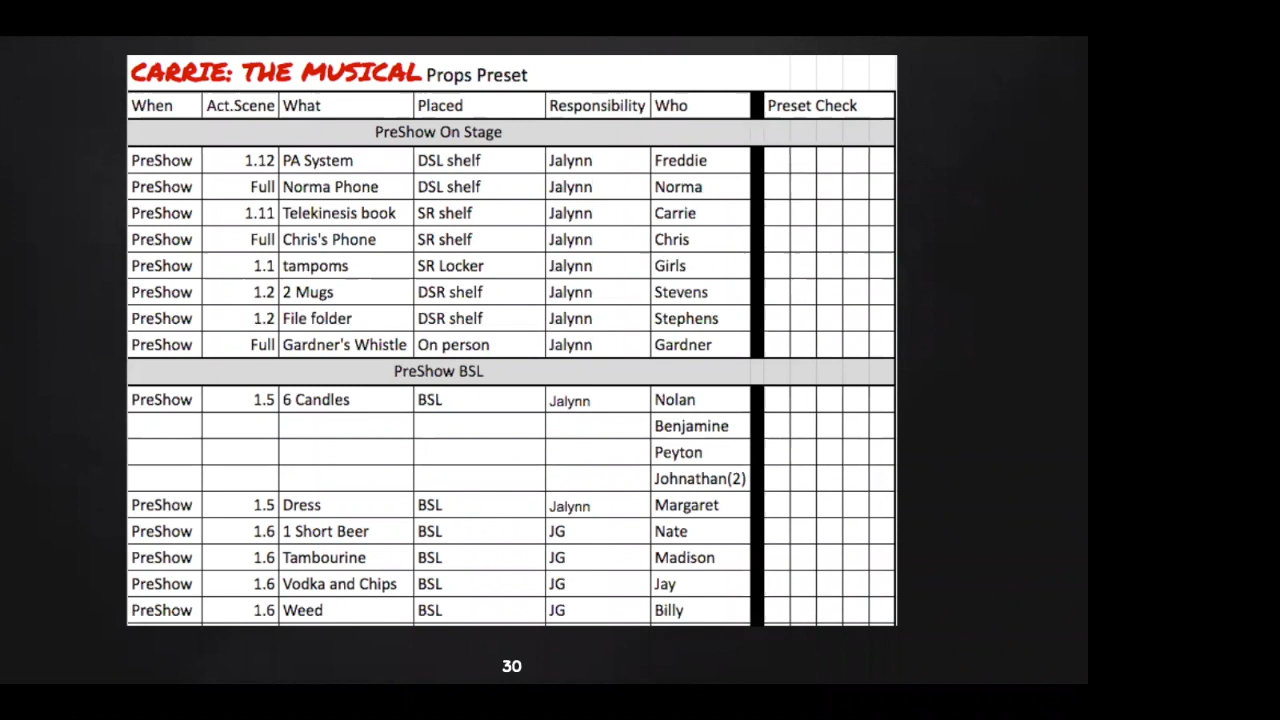 CARRIE: THE MUSICAL Props Preset
When Act.Scene What Placed Responsibility Who Preset Check
PreShow On Stage
PreShow 1.12 PA System DSL shelf Jalynn Freddie
PreShow Full Norma Phone DSL shelf Jalynn Norma
PreShow 1.11 Telekinesis book SR shelf Jalynn Carrie
PreShow Full Chris's Phone SR shelf Jalynn Chris
PreShow 1.1 tampoms SR Locker Jalynn Girls
PreShow 1.2 2 Mugs DSR shelf Jalynn Stevens
PreShow 1.2 File folder DSR shelf Jalynn Stephens
PreShow Full Gardner's Whistle On person Jalynn Gardner
PreShow BSL
PreShow 1.5 6 Candles BSL Jalynn Nolan
Benjamine
Peyton
Johnathan(2)
PreShow 1.5 Dress BSL Jalynn Margaret
PreShow 1.6 1 Short Beer BSL JG Nate
PreShow 1.6 Tambourine BSL JG Madison
PreShow 1.6 Vodka and Chips BSL JG Jay
PreShow 1.6 Weed BSL JG Billy
30